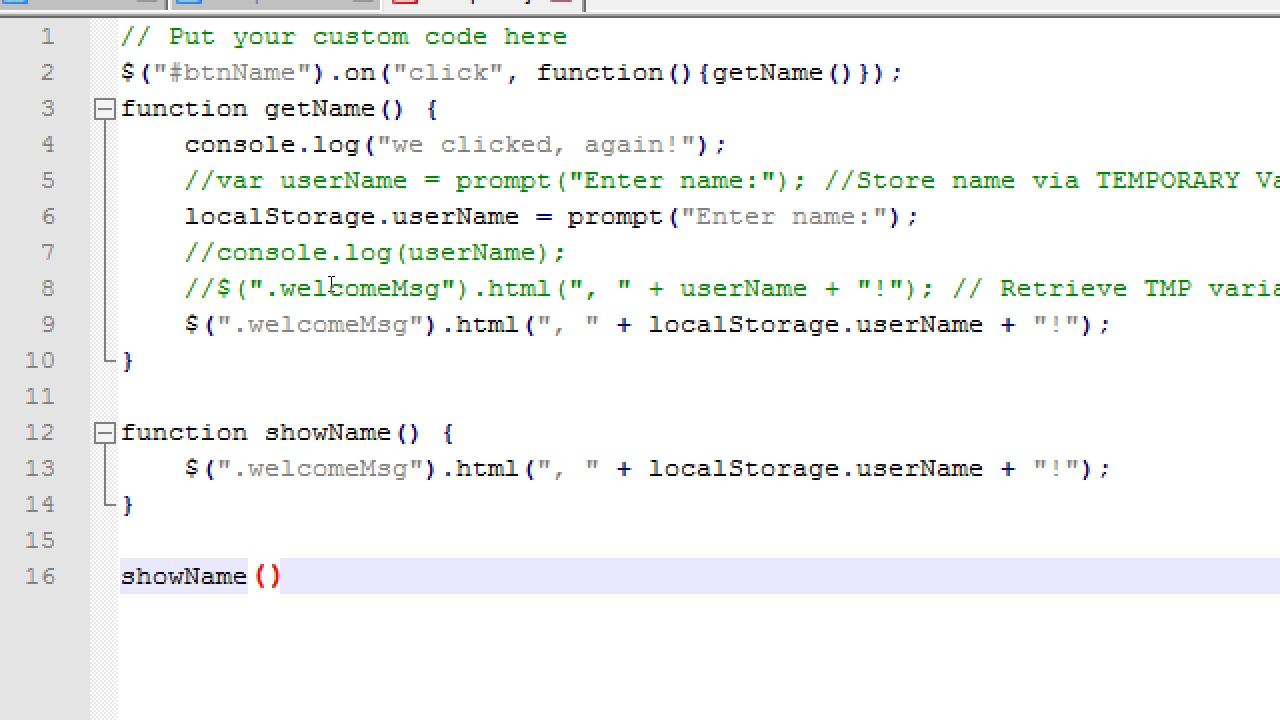 1 // Put your custom code here
2 $("#btnName").on("click", function(){getName()});
3 function getName() {
4 console.log("we clicked, again!");
5 //var userName = prompt("Enter name:"); //Store name via TEMPORARY
6 localStorage.userName = prompt("Enter name:");
7 //console.log(userName);
8 //$(".welcomeMsg").html(", " + userName + "!"); // Retrieve TMP
9 $(".welcomeMsg").html(", " + localStorage.userName + "!");
10 }
11
12 function showName() {
13 $(".welcomeMsg").html(", " + localStorage.userName + "!");
14 }
15
16 showName()